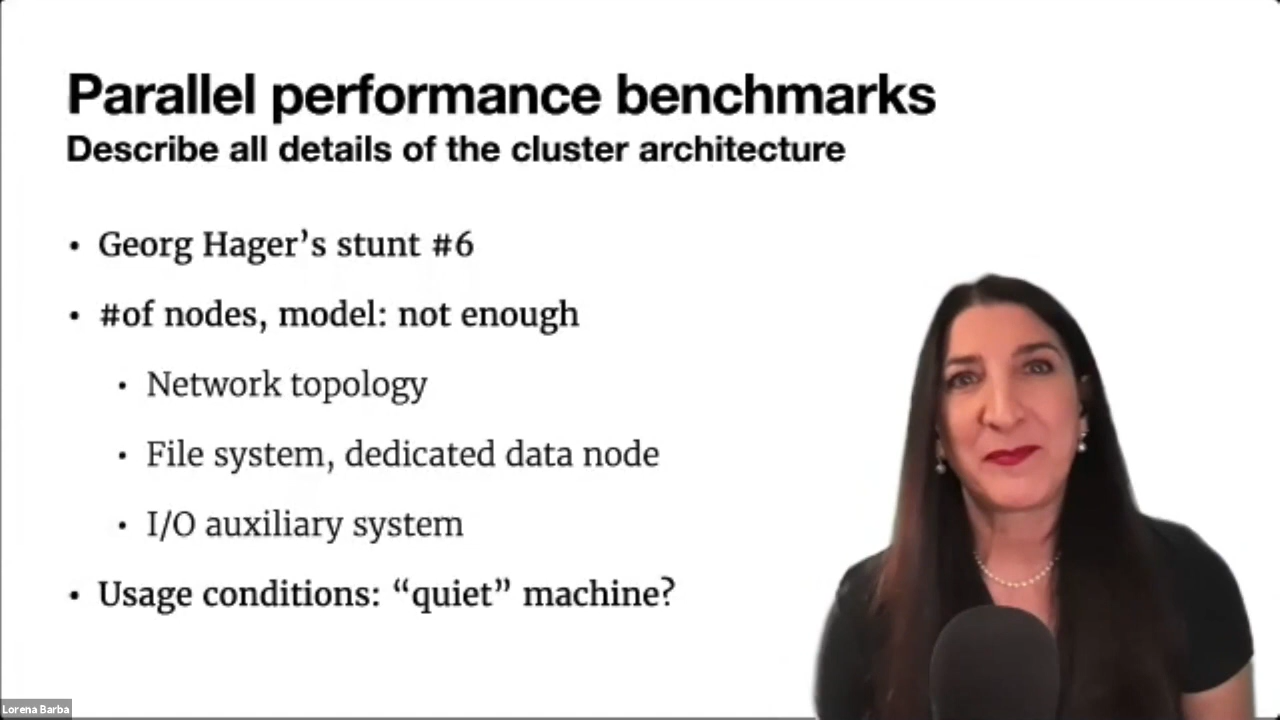 Parallel performance benchmarks
Describe all details of the cluster architecture
• Georg Hager’s stunt #6
• #of nodes, model: not enough
• Network topology
• File system, dedicated data node
• I/O auxiliary system
• Usage conditions: “quiet” machine?
Lorena Barba